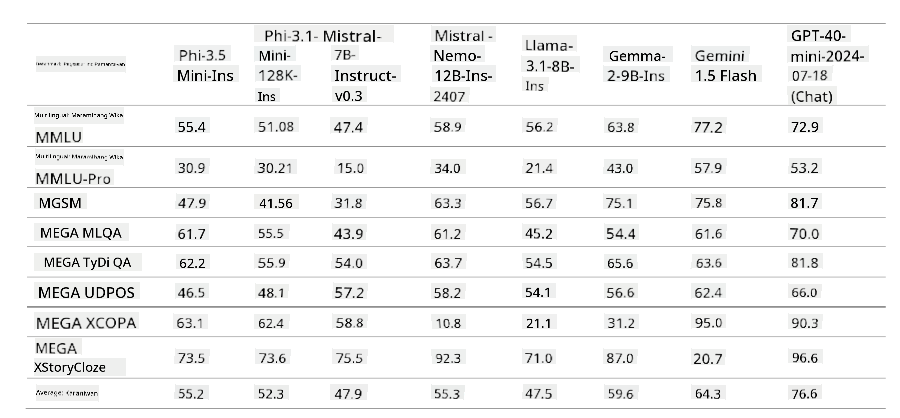 Phi-3.5 Mini-Ins | Phi-3.1-Mini-128K-Ins | Mistral-7B-Instruct-v0.3 | Mistral -Nemo-12B-Ins-2407 | Llama-3.1-8B-Ins | Gemma-2-9B-Ins | Gemini 1.5 Flash | GPT-40-mini-2024-07-18 (Chat)
Multilingual: Maramihang Wika MMLU 55.4 51.08 47.4 58.9 56.2 63.8 77.2 72.9
Multilingual: Maramihang Wika MMLU-Pro 30.9 30.21 15.0 34.0 21.4 43.0 57.9 53.2
MGSM 47.9 41.56 31.8 63.3 56.7 75.1 75.8 81.7
MEGA MLQA 61.7 55.5 43.9 61.2 45.2 54.4 61.6 70.0
MEGA TyDi QA 62.2 55.9 54.0 63.7 54.5 65.6 63.6 81.8
MEGA UDPOS 46.5 48.1 57.2 58.2 54.1 56.6 62.4 66.0
MEGA XCOPA 63.1 62.4 58.8 10.8 21.1 31.2 95.0 90.3
MEGA XStoryCloze 73.5 73.6 75.5 92.3 71.0 87.0 20.7 96.6
Average: Karaniwan 55.2 52.3 47.9 55.3 47.5 59.6 64.3 76.6